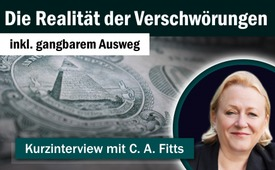 Die Realität der Verschwörungen
inkl. gangbarem Ausweg
Kurzinterview mit C. A. Fitts